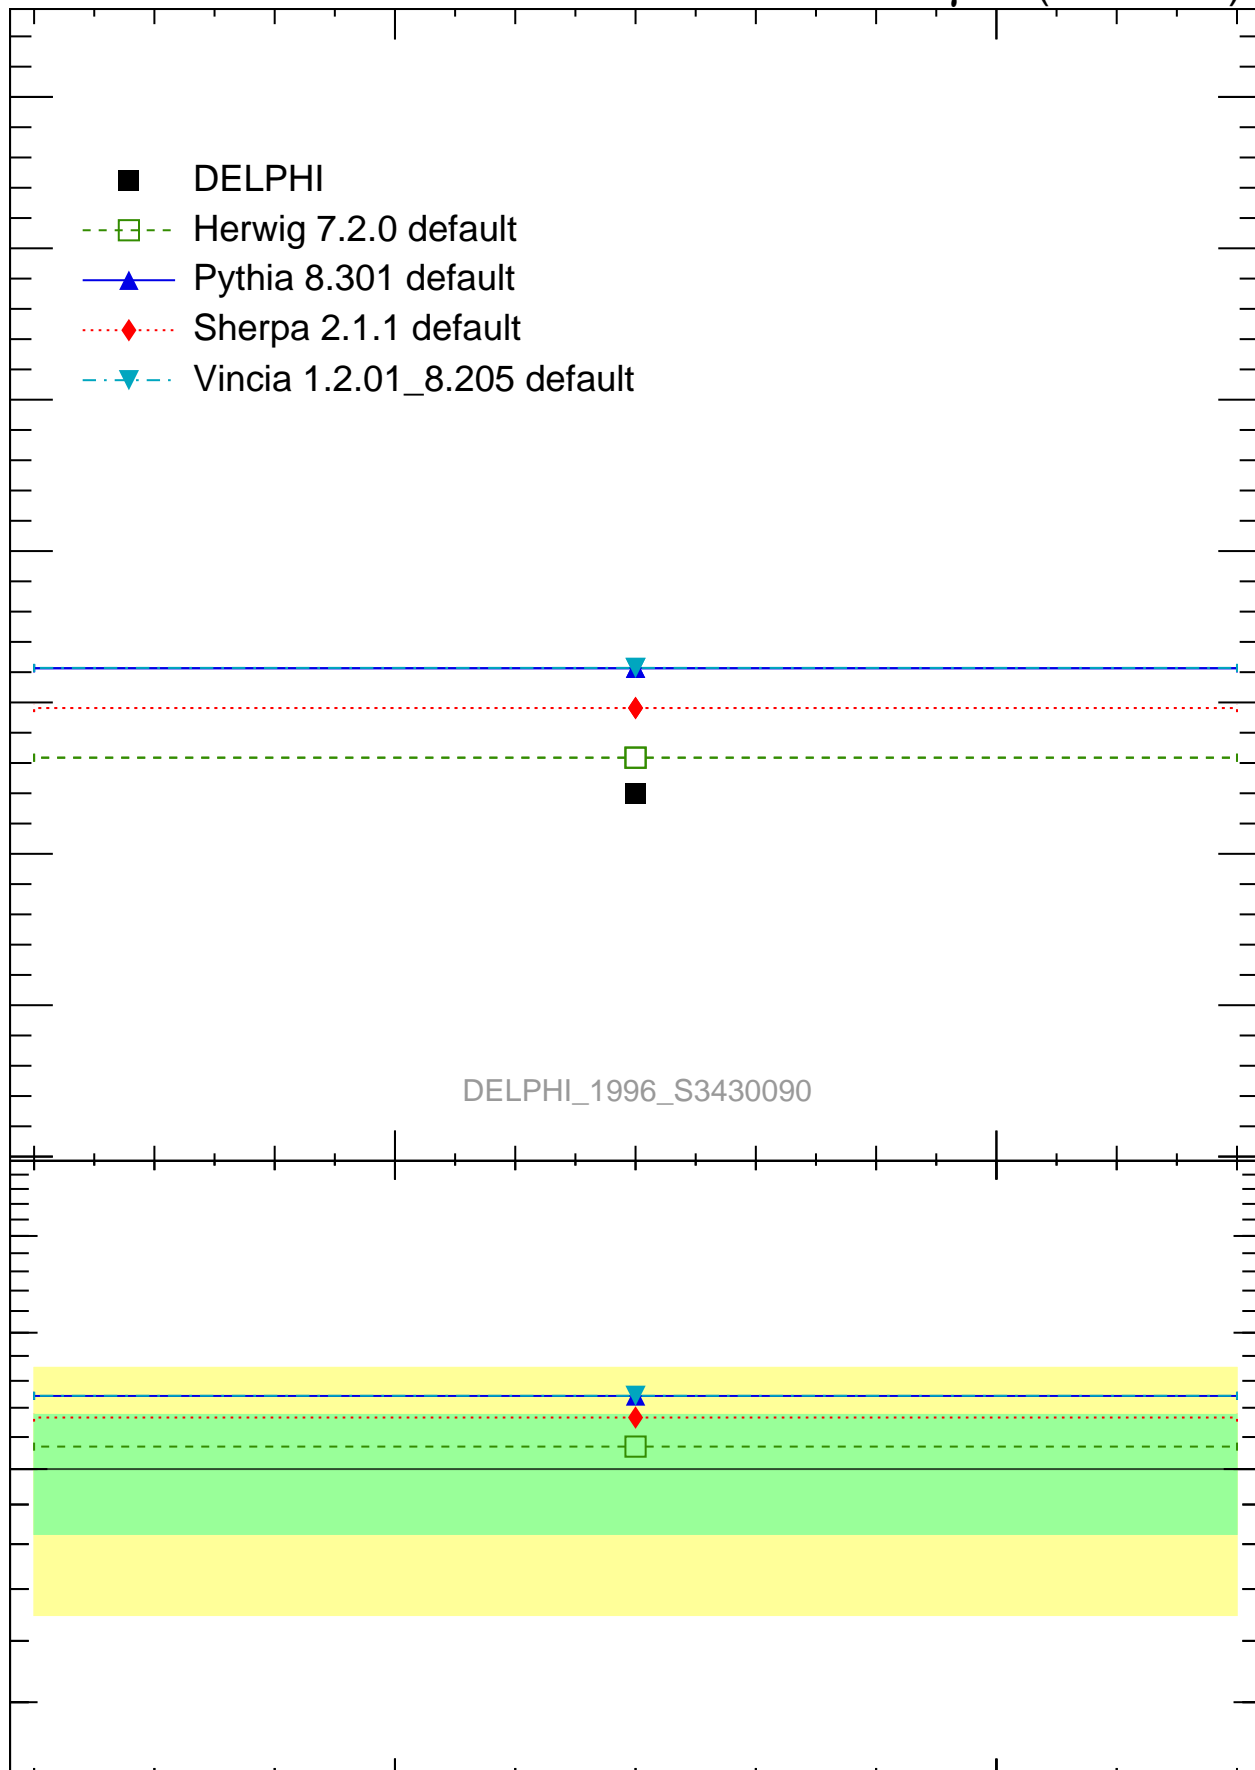 DELPHI
Herwig 7.2.0 default
Pythia 8.301 default
Sherpa 2.1.1 default
Vincia 1.2.01_8.205 default
DELPHI_1996_S3430090